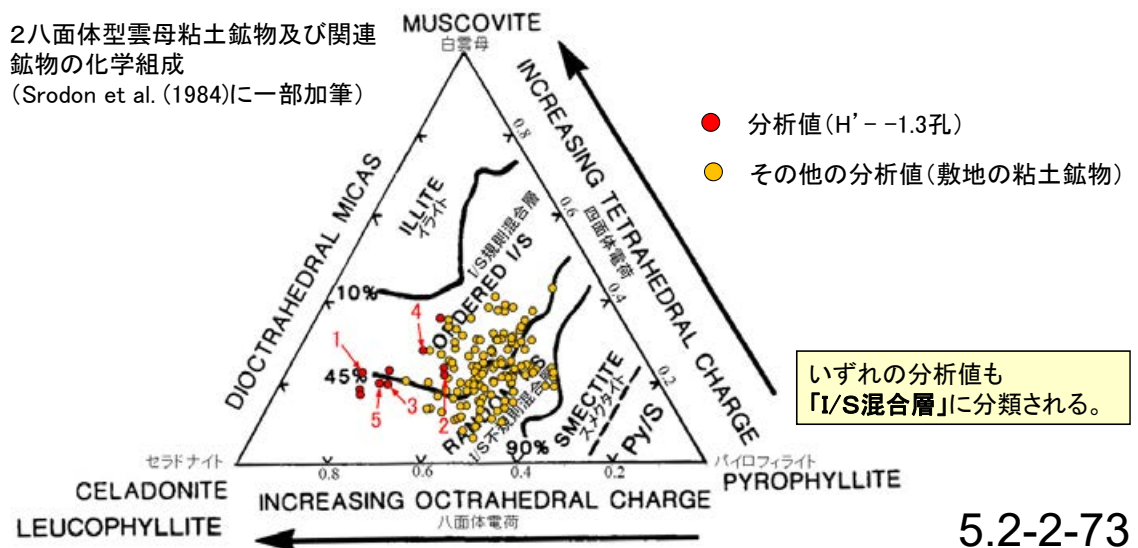 2八面体型雲母粘土鉱物及び関連
鉱物の化学組成
(Srodon et al. (1984)に一部加筆)
MUSCOVITE
白雲母
INCREASING TETRAHEDRAL CHARGE
四面体電荷
DIOCTRAHEDRAL MICAS
0.8
0.6
0.4
0.2
分析値(H’- -1.3孔)
その他の分析値(敷地の粘土鉱物)
ILLITE
イライト
I/S規則混合層
ORDERED I/S
10%
4
1
45%
5
3
2
I/S不規則混合層
90%
SMECTITE
スメクタイト
Py/S
いずれの分析値も
「I/S混合層」に分類される。
セラドナイト
CELADONITE
LEUCOPHYLLITE
0.8
0.6
0.4
0.2
パイロフィライト
PYROPHYLLITE
INCREASING OCTRAHEDRAL CHARGE
八面体電荷
5.2-2-73